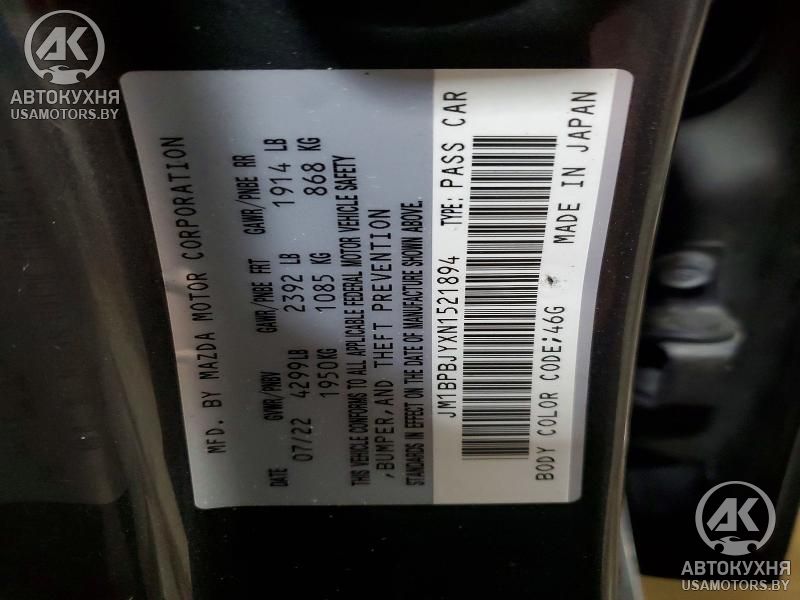 AK
АВТОКУХНЯ
USAMOTORS.BY
MFD. BY MAZDA MOTOR CORPORATION
DATE GVWR/PNBV GAWR/PNBE FRT GAWR/PNBE RR
07/22 4299LB 2392 LB 1914 LB
1950KG 1085 KG 868 KG
THIS VEHICLE CONFORMS TO ALL APPLICABLE FEDERAL MOTOR VEHICLE SAFETY
,BUMPER,AND THEFT PREVENTION
STANDARDS IN EFFECT ON THE DATE OF MANUFACTURE SHOWN ABOVE.
JM1BPBJYXN1521894 TYPE: PASS CAR
BODY COLOR CODE;46G MADE IN JAPAN
AK
АВТОКУХНЯ
USAMOTORS.BY